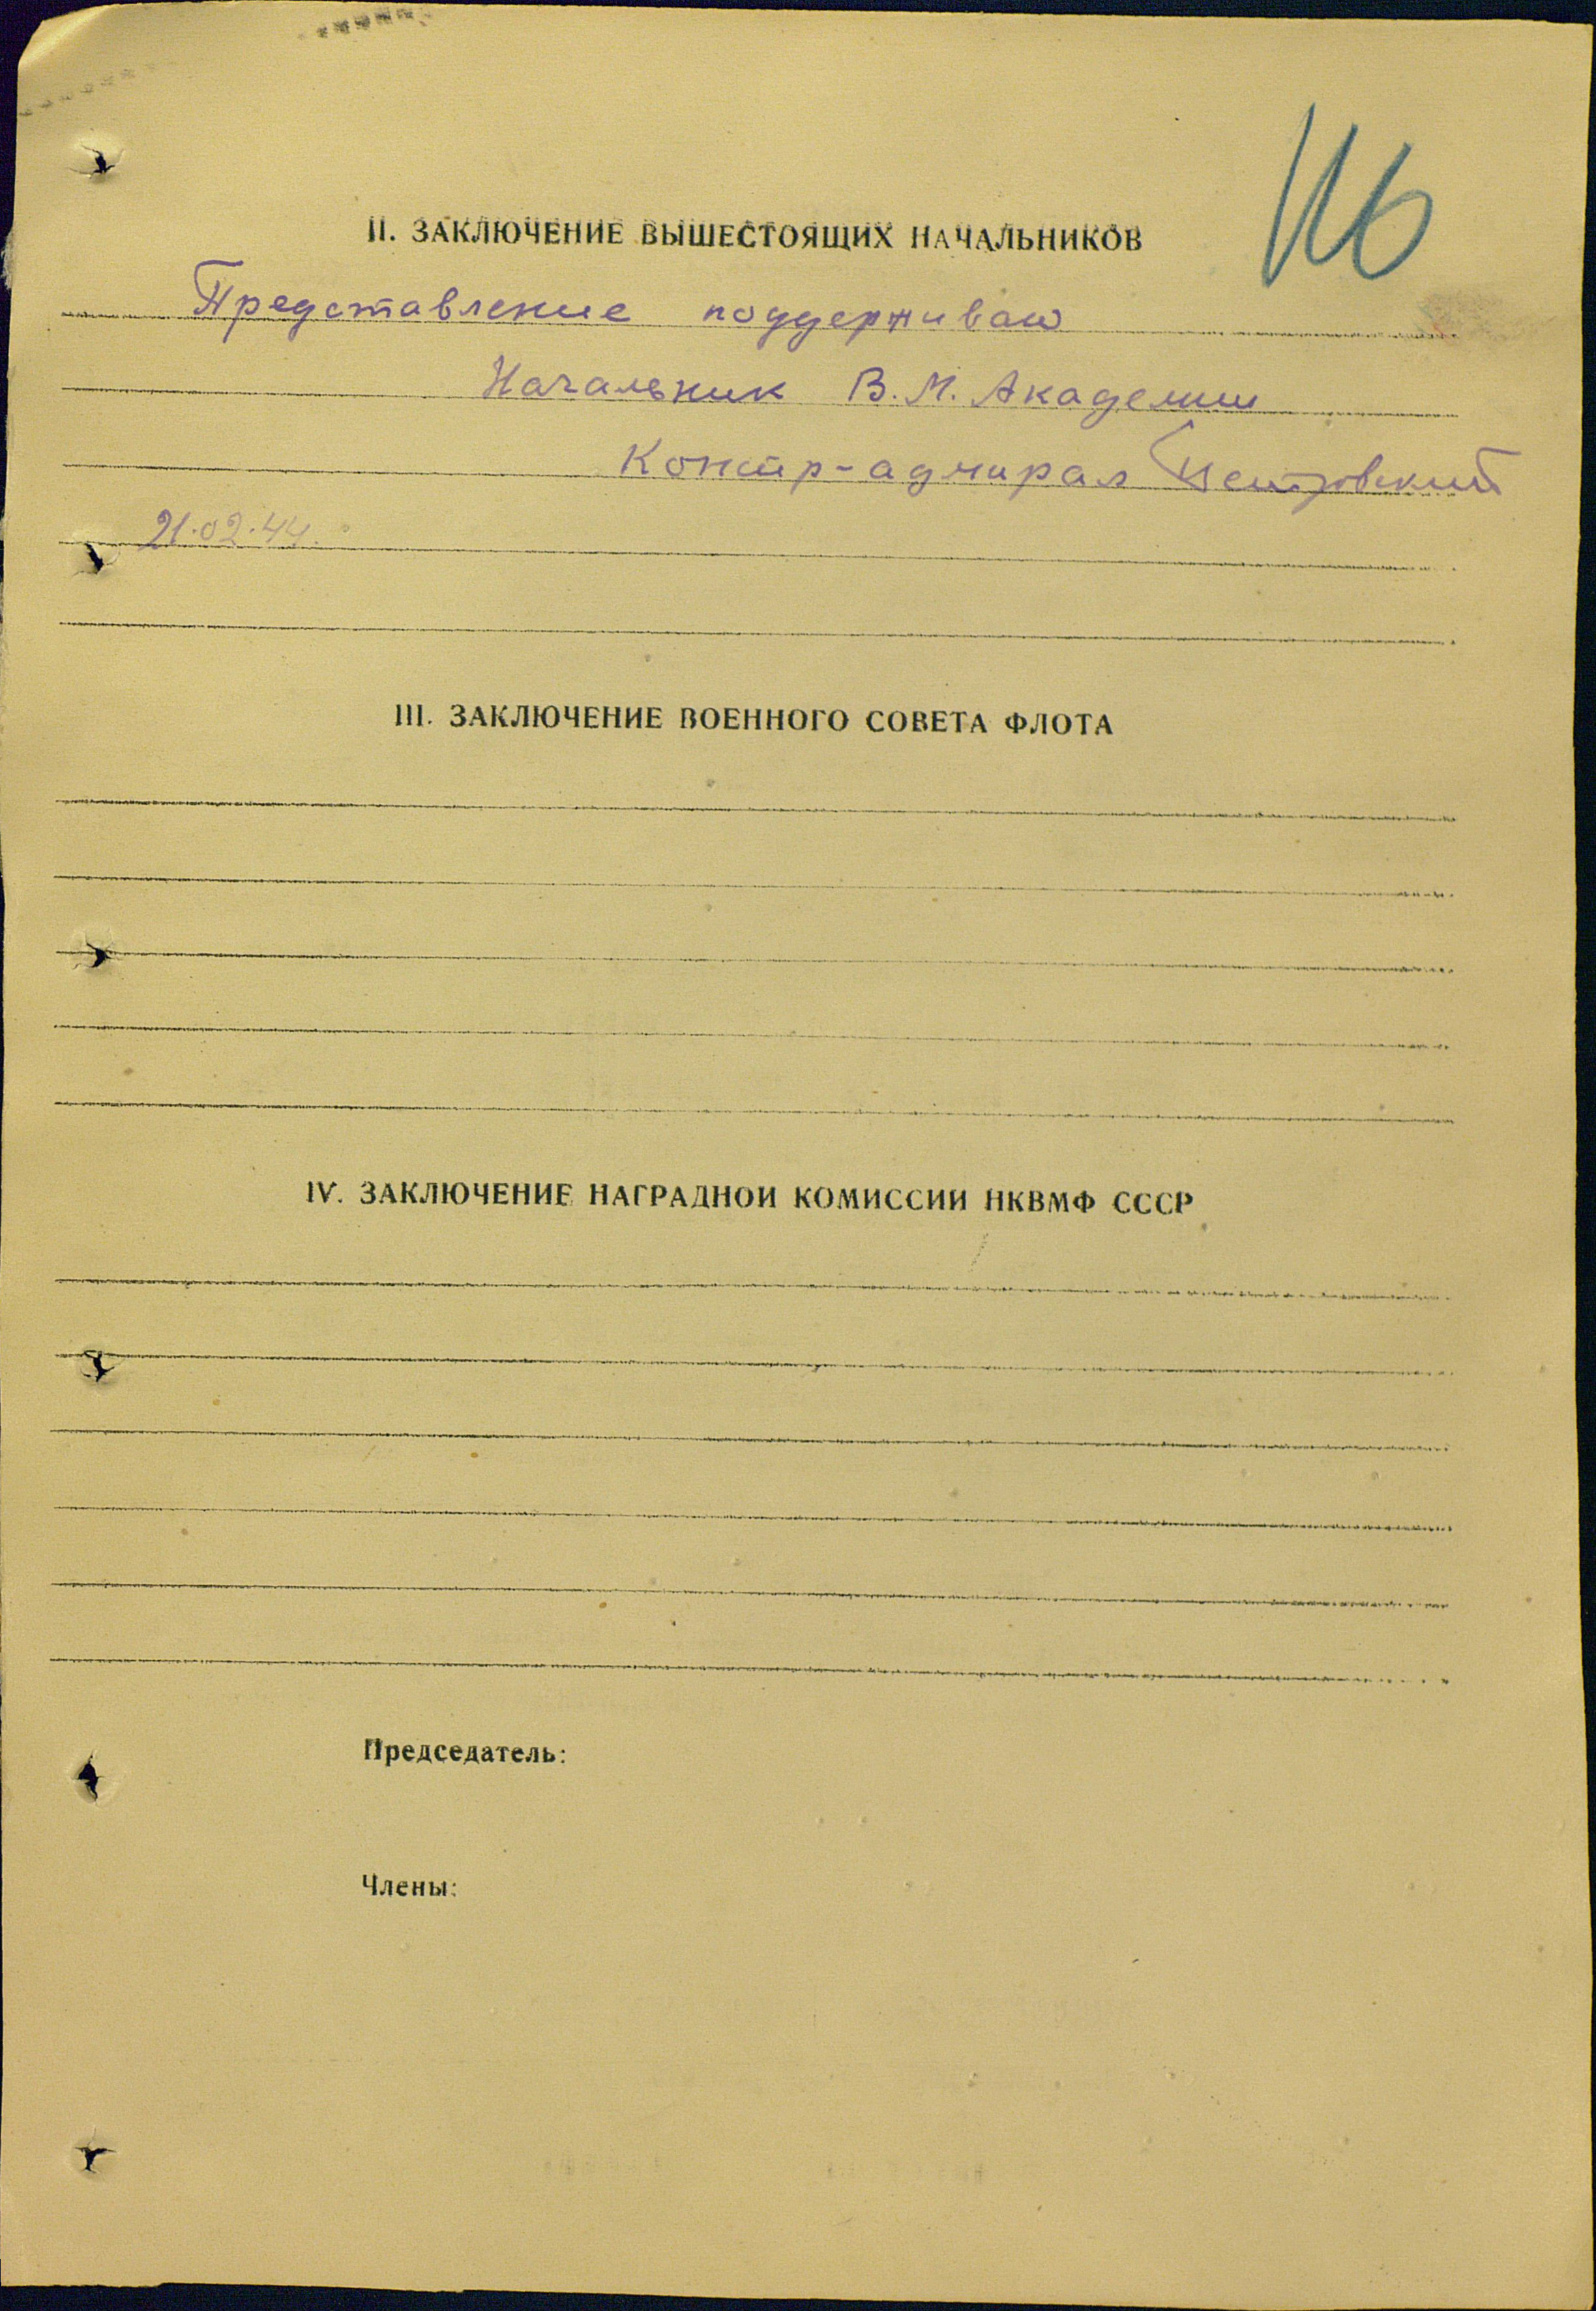 116
II. ЗАКЛЮЧЕНИЕ ВЫШЕСТОЯЩИХ НАЧАЛЬНИКОВ
Представление поддерживаю
Начальник В.М. Академии
Контр-адмирал
21.02.44.
III. ЗАКЛЮЧЕНИЕ ВОЕННОГО СОВЕТА ФЛОТА
IV. ЗАКЛЮЧЕНИЕ НАГРАДНОЙ КОМИССИИ НКВМФ СССР
Председатель:
Члены: